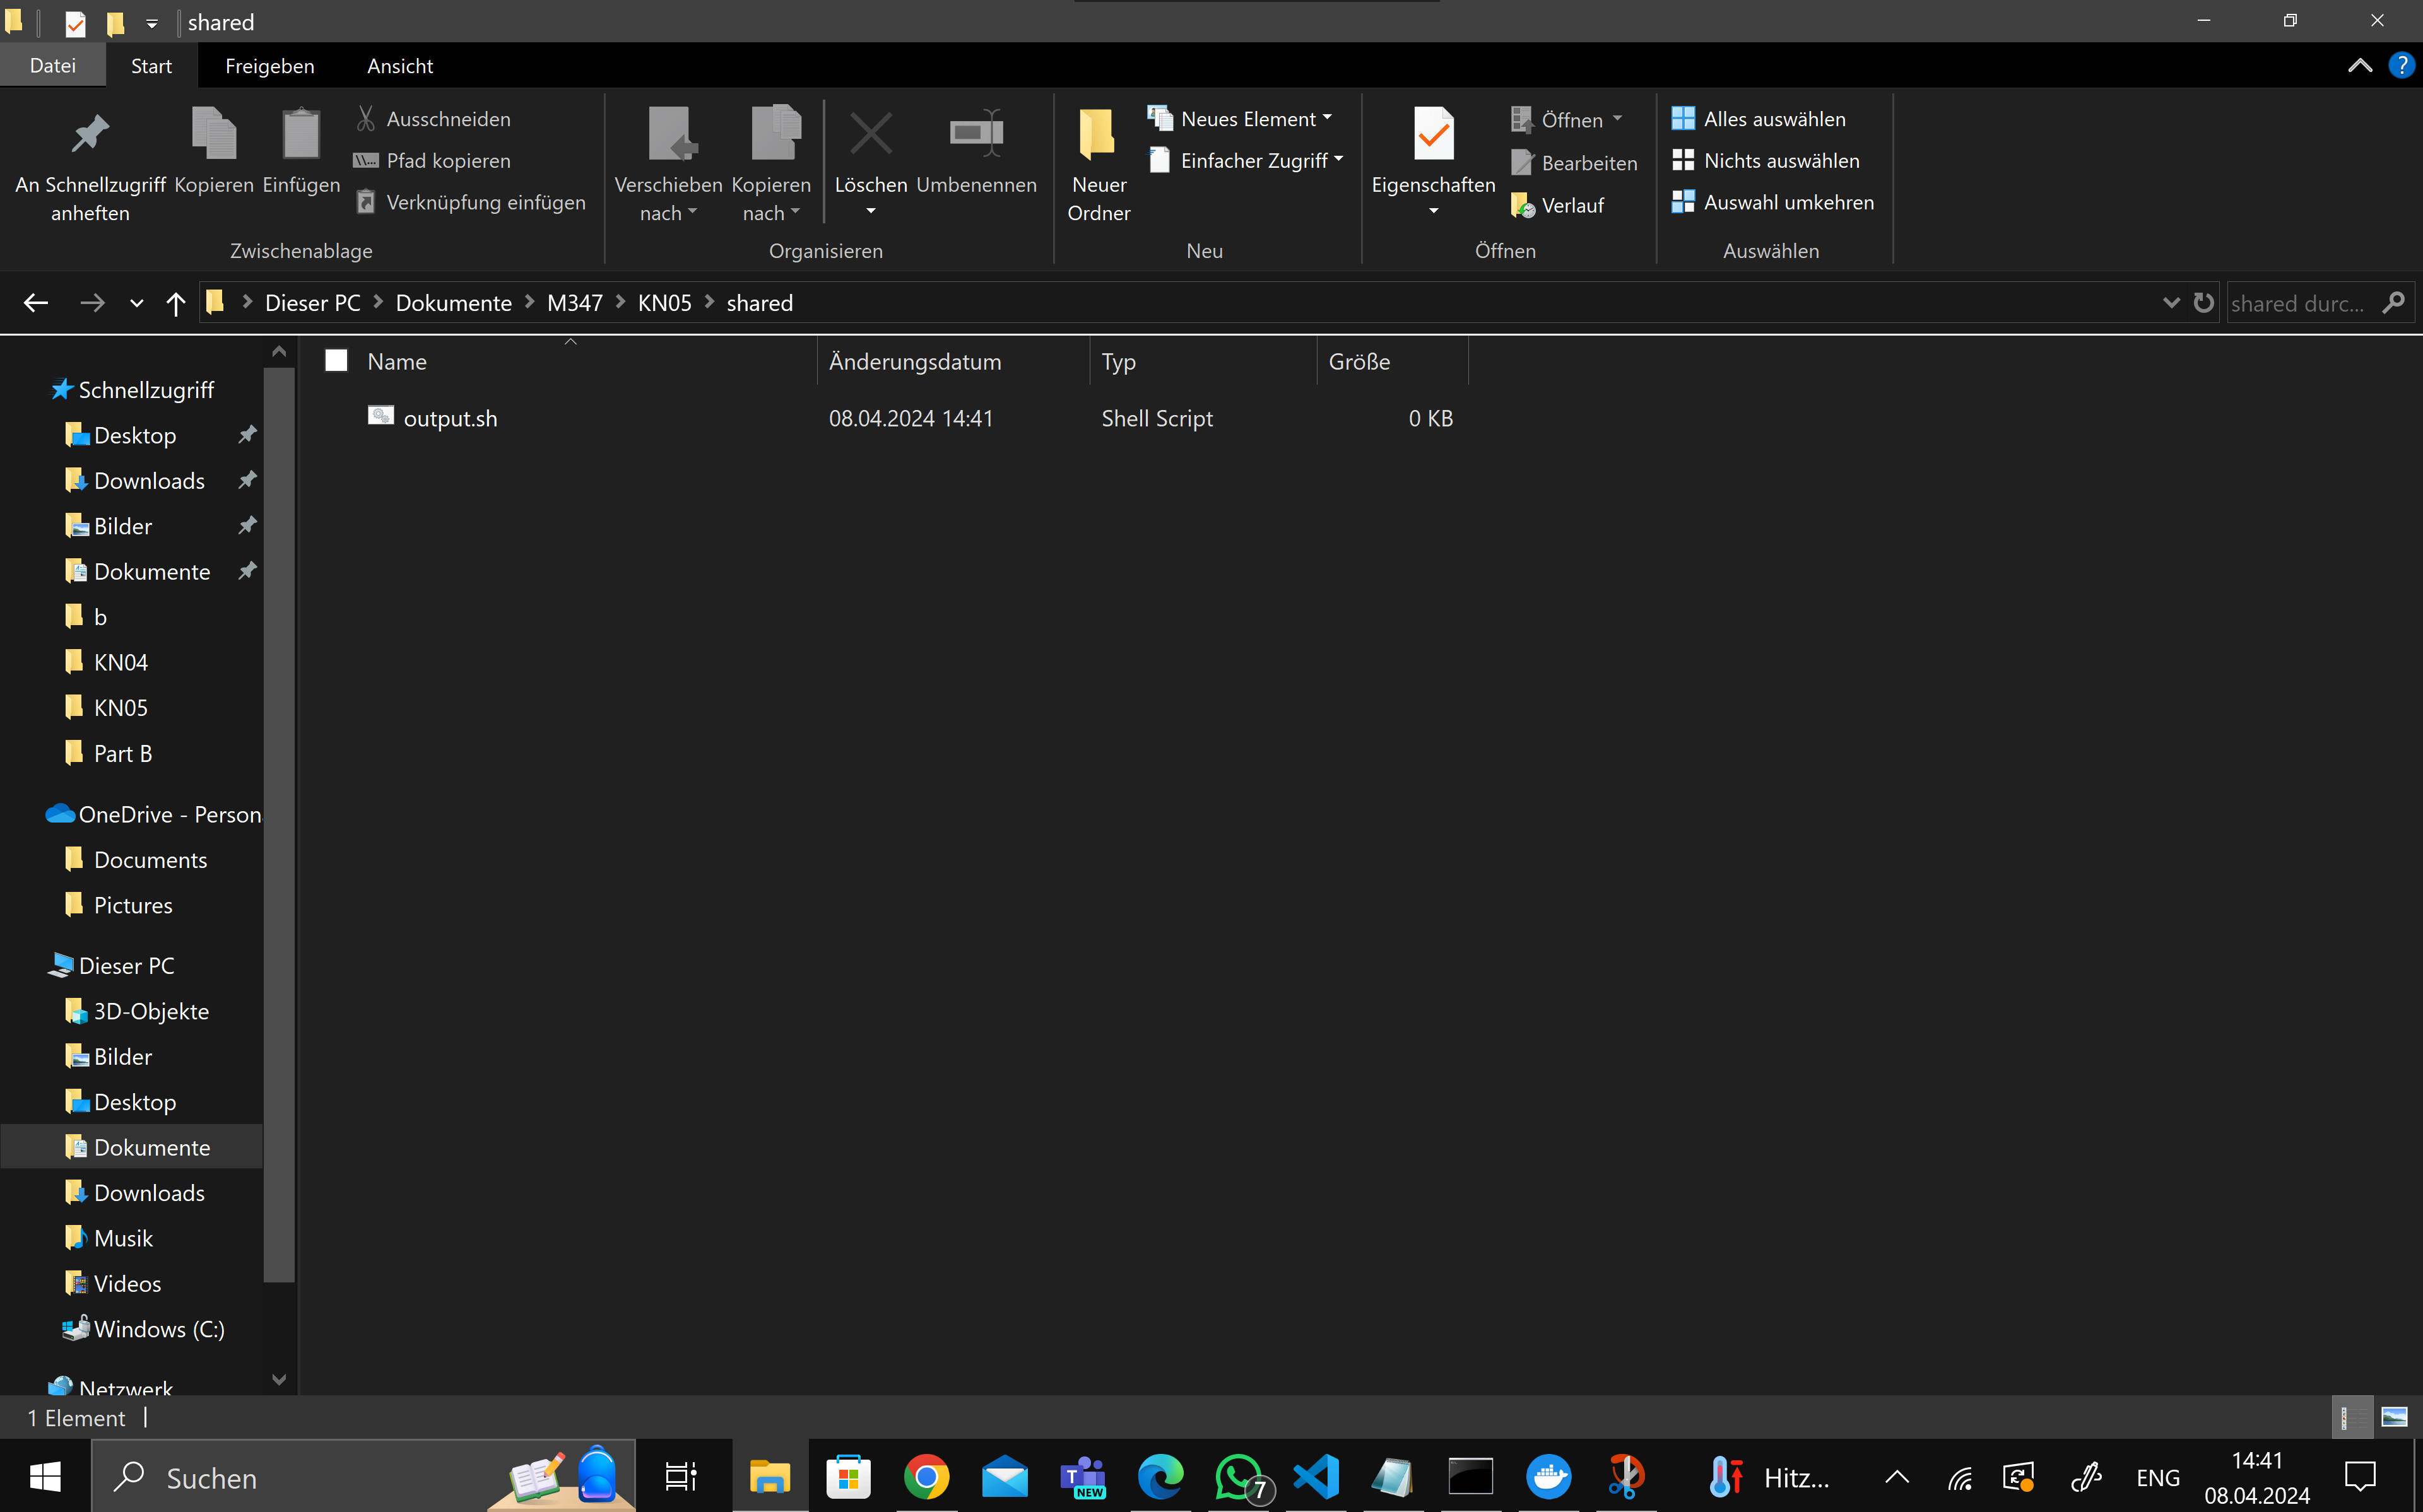 shared
Datei Start Freigeben Ansicht
An Schnellzugriff anheften
Kopieren
Einfügen
Ausschneiden
Pfad kopieren
Verknüpfung einfügen
Zwischenablage
Verschieben nach
Kopieren nach
Löschen
Umbenennen
Organisieren
Neuer Ordner
Neues Element
Einfacher Zugriff
Neu
Eigenschaften
Öffnen
Bearbeiten
Verlauf
Öffnen
Alles auswählen
Nichts auswählen
Auswahl umkehren
Auswählen
Dieser PC Dokumente M347 KN05 shared
shared durc...
Name Änderungsdatum Typ Größe
output.sh 08.04.2024 14:41 Shell Script 0 KB
Schnellzugriff
Desktop
Downloads
Bilder
Dokumente
b
KN04
KN05
Part B
OneDrive - Person
Documents
Pictures
Dieser PC
3D-Objekte
Bilder
Desktop
Dokumente
Downloads
Musik
Videos
Windows (C:)
Netzwerk
1 Element
Suchen
T
NEW
7
Hitz...
ENG
14:41
08.04.2024